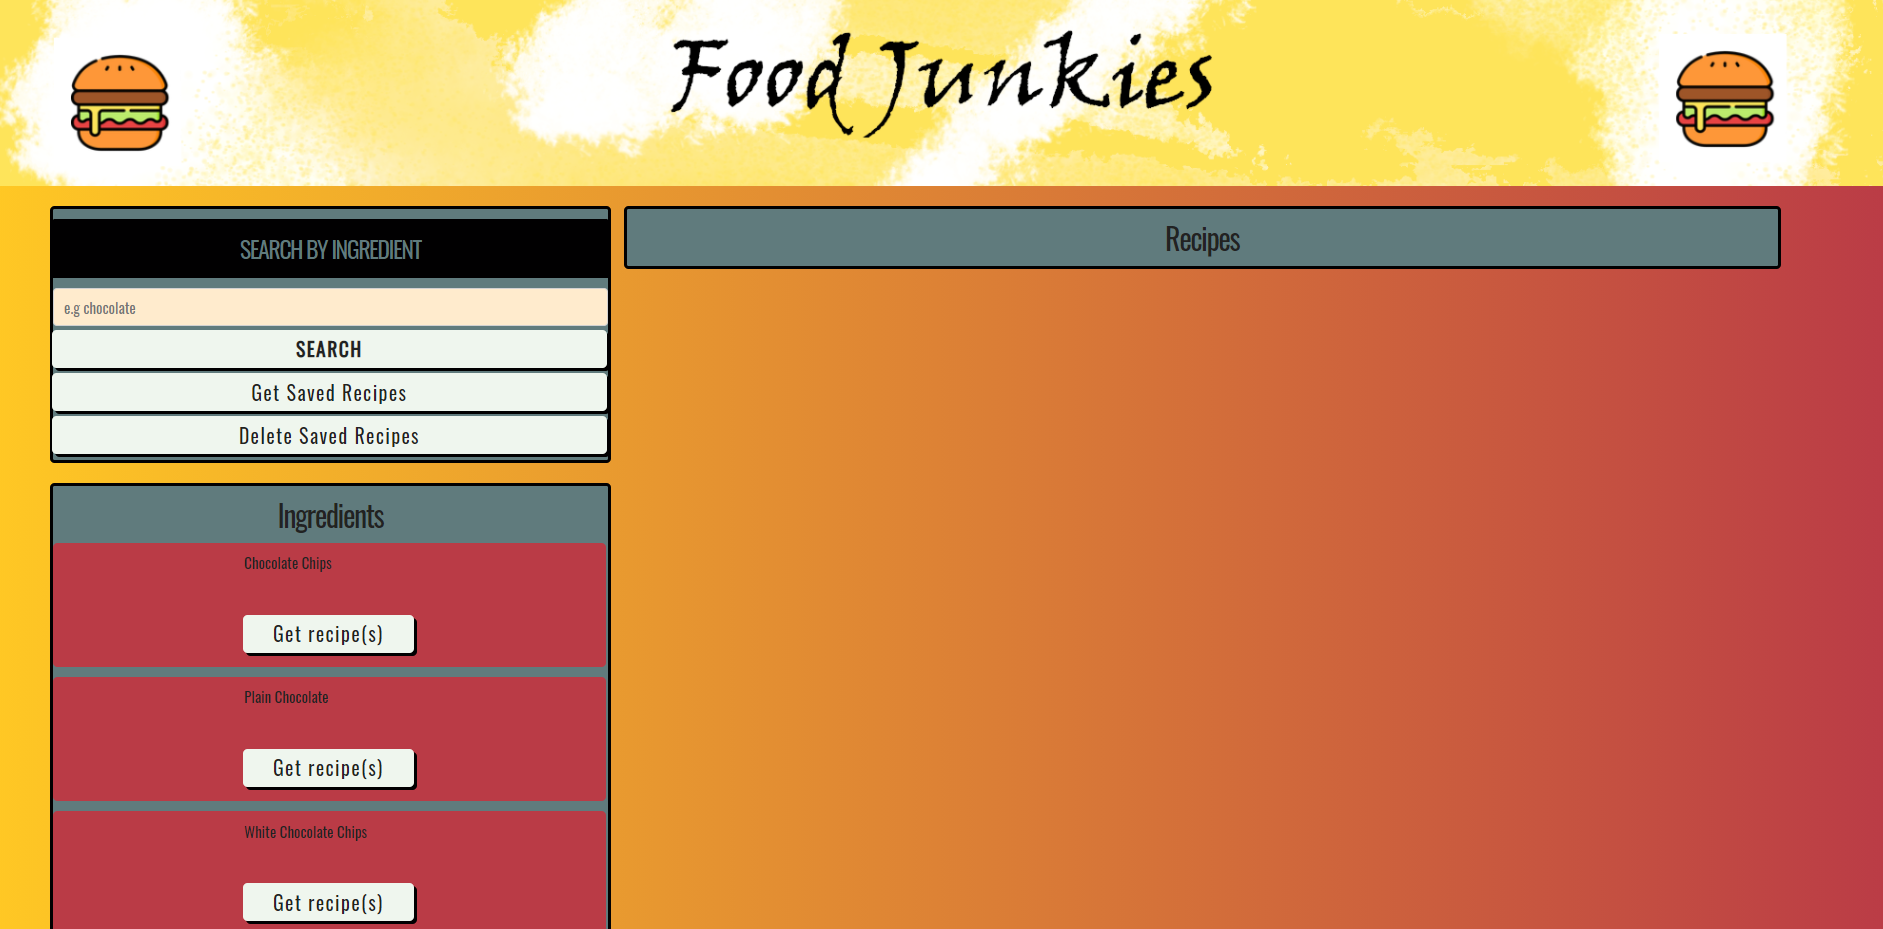 Food Junkies
SEARCH BY INGREDIENT
e.g chocolate
SEARCH
Get Saved Recipes
Delete Saved Recipes
Ingredients
Chocolate Chips
Get recipe(s)
Plain Chocolate
Get recipe(s)
White Chocolate Chips
Get recipe(s)
Recipes